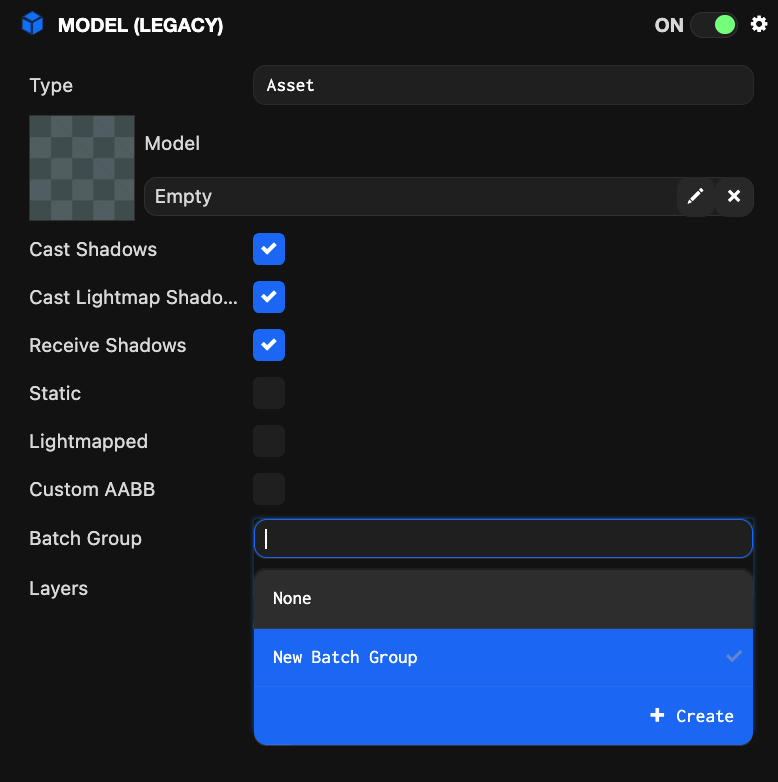 MODEL (LEGACY)
ON
Type
Asset
Model
Empty
Cast Shadows
Cast Lightmap Shado...
Receive Shadows
Static
Lightmapped
Custom AABB
Batch Group
Layers
None
New Batch Group
Create